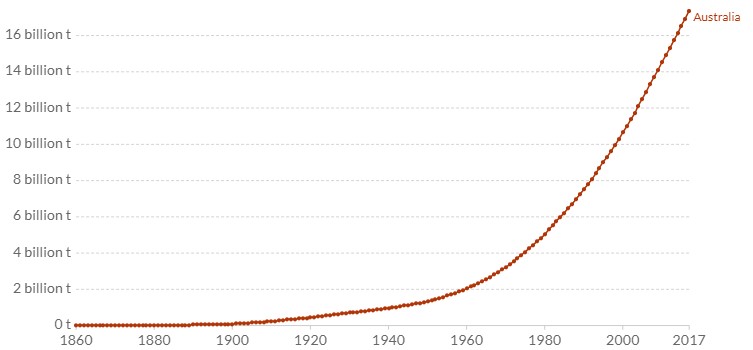 Australia
16 billion t
14 billion t
12 billion t
10 billion t
8 billion t
6 billion t
4 billion t
2 billion t
0 t
1860 1880 1900 1920 1940 1960 1980 2000 2017